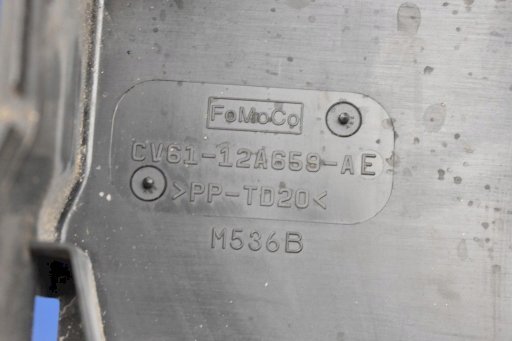 FoMoCo
CV61-12A659-AE
>PP-TD20<
M536B